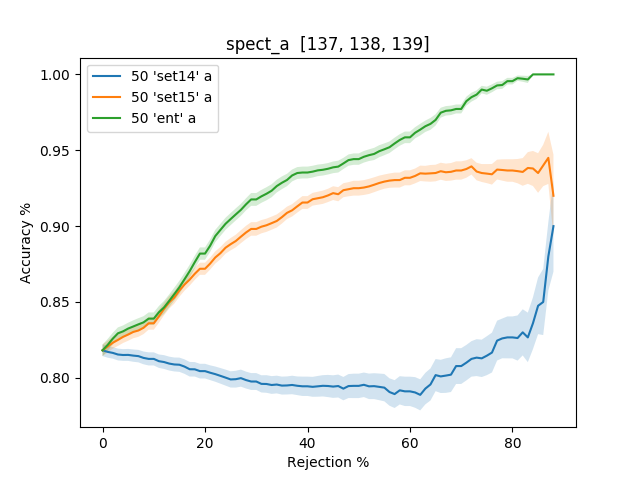 spect_a [137, 138, 139]
50 'set14' a
50 'set15' a
50 'ent' a
1.00
0.95
0.90
0.85
0.80
Accuracy %
0
20
40
60
80
Rejection %